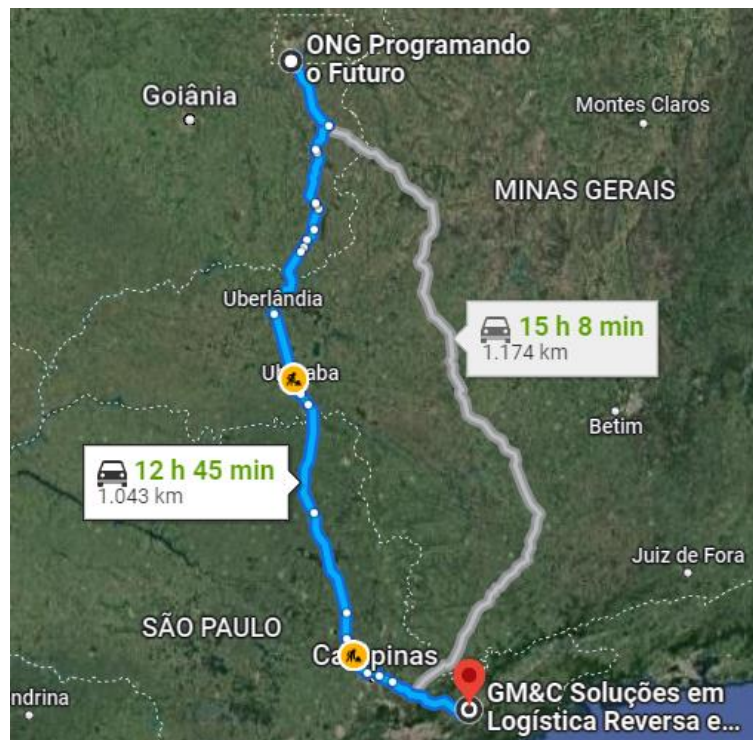 ONG Programando
o Futuro
Goiânia
Montes Claros
MINAS GERAIS
Uberlândia
15 h 8 min
1.174 km
Betim
12 h 45 min
1.043 km
Juiz de Fora
SÃO PAULO
GM&C Soluções em
Logística Reversa e...